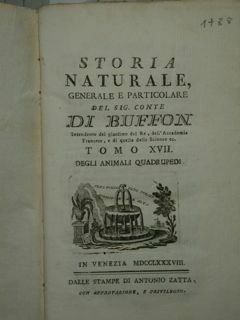 1788
STORIA
NATURALE,
GENERALE E PARTICOLARE
DEL SIG. CONTE
DI BUFFON
Intendente del giardino del Re, dell'Accademia
Francese, e di quella delle Scienze ec.
TOMO XVII.
DEGLI ANIMALI QUADRUPEDI.
IN VENEZIA MDCCLXXXVIII.
DALLE STAMPE DI ANTONIO ZATTA,
CON APPROVAZIONE, E PRIVILEGIO.